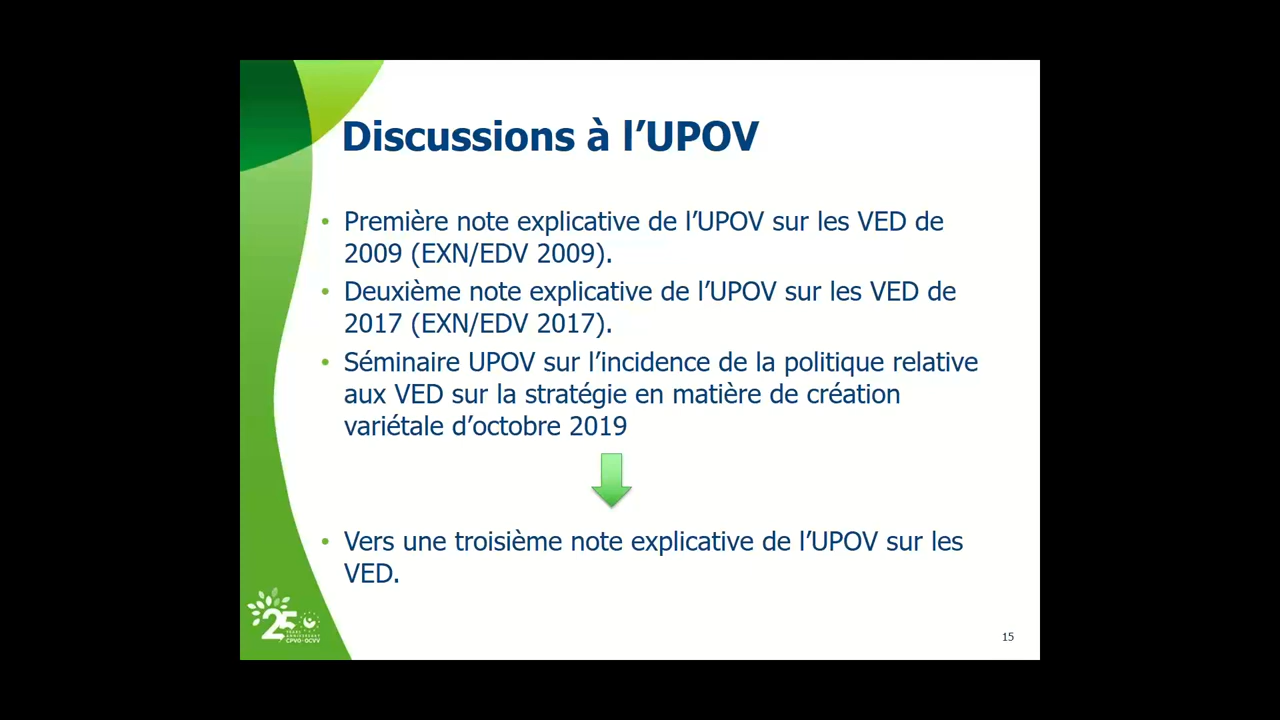 Discussions à l’UPOV
• Première note explicative de l’UPOV sur les VED de
2009 (EXN/EDV 2009).
• Deuxième note explicative de l’UPOV sur les VED de
2017 (EXN/EDV 2017).
• Séminaire UPOV sur l’incidence de la politique relative
aux VED sur la stratégie en matière de création
variétale d’octobre 2019
• Vers une troisième note explicative de l’UPOV sur les
VED.
25
YEARS
ANNIVERSARY
CPVO-OCVV
15